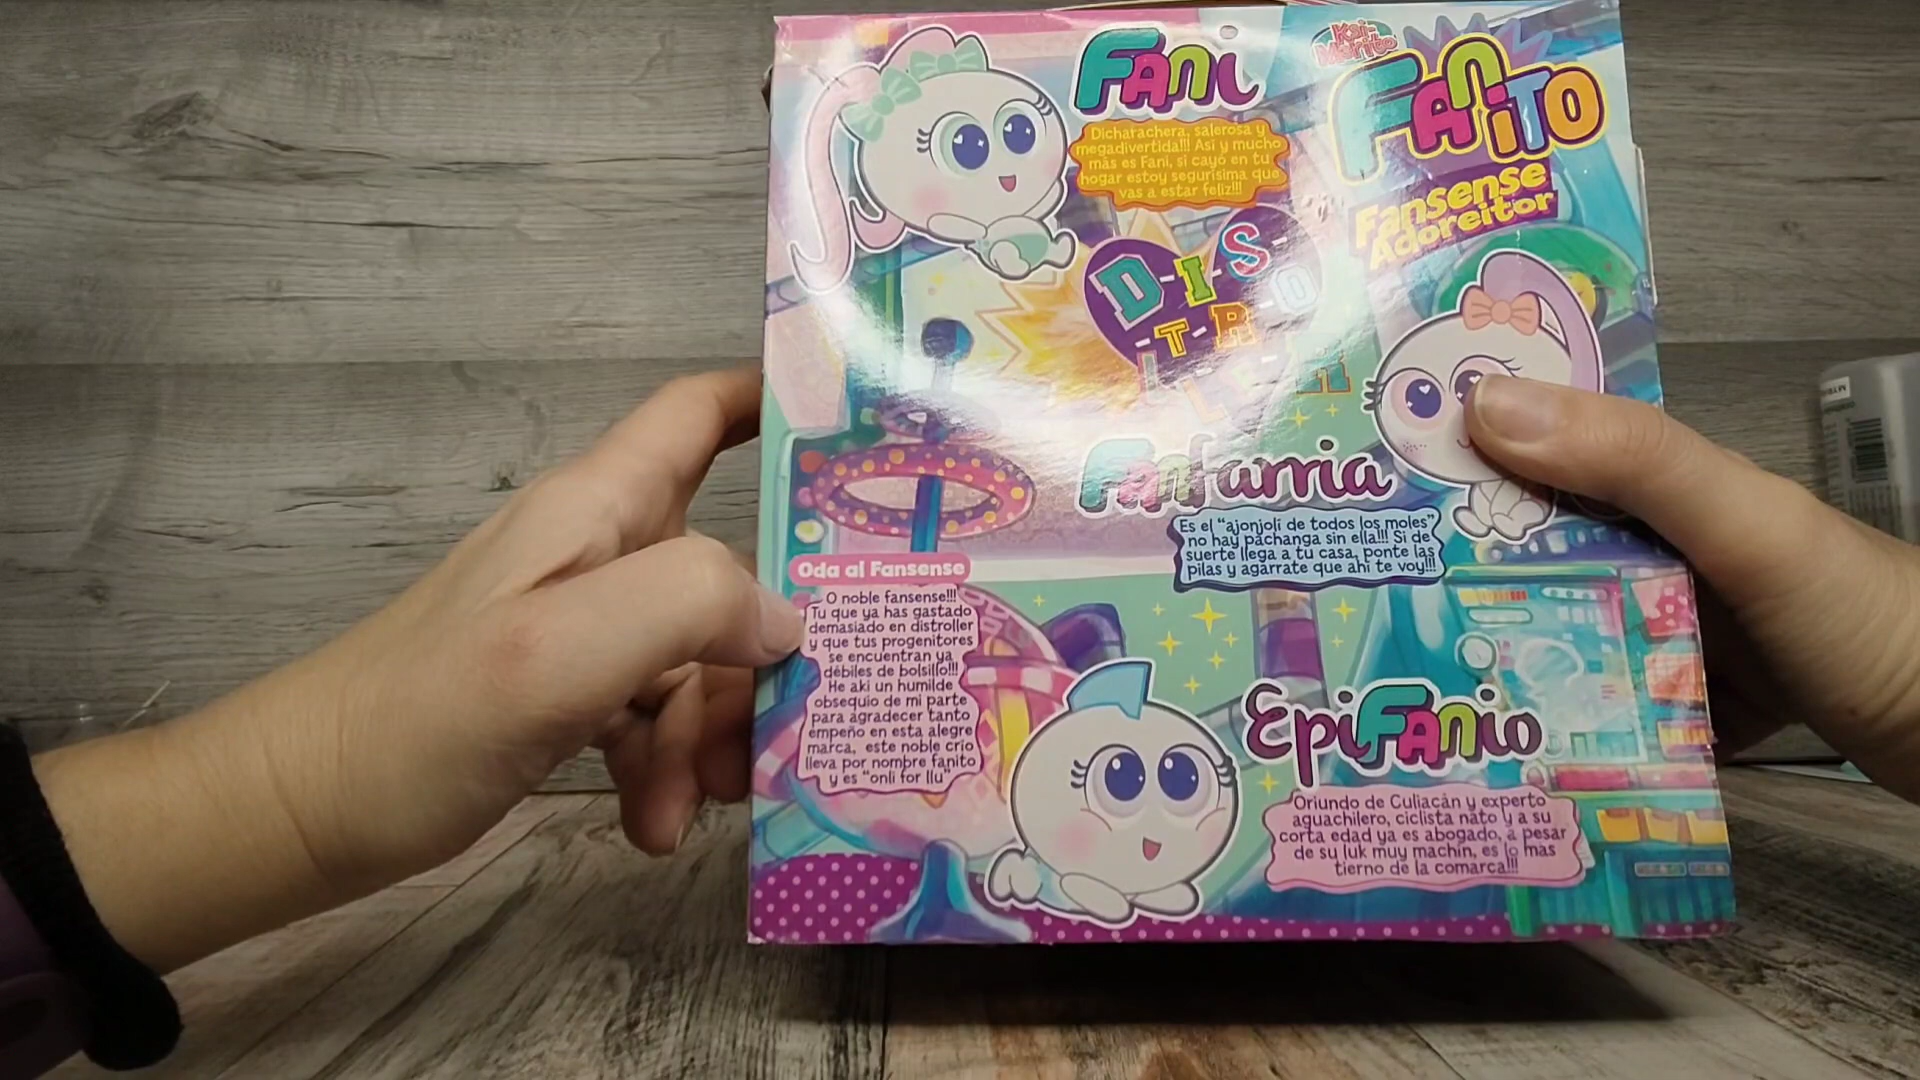 Fani
Dicharachera, salerosa y
megadivertida!!! Así y mucho
más es Fani, si cayó en tu
hogar estoy segurísima que
vas a estar feliz!!!
Ksi-
Merito
Fanito
Fansense
Adoreitor
D-I-S-
-T-R-O
Fanfarria
Es el "ajonjolí de todos los moles"
no hay pachanga sin ella!!! Si de
suerte llega a tu casa, ponte las
pilas y agárrate que ahí te voy!!!
Oda al Fansense
O noble fansense!!!
Tu que ya has gastado
demasiado en distroller
y que tus progenitores
se encuentran ya
débiles de bolsillo!!!
He aki un humilde
obsequio de mi parte
para agradecer tanto
empeño en esta alegre
marca, este noble crío
lleva por nombre fanito
y es "onli for llu"
EpiFanio
Oriundo de Culiacán y experto
aguachilero, ciclista nato y a su
corta edad ya es abogado, a pesar
de su luk muy machín, es lo mas
tierno de la comarca!!!